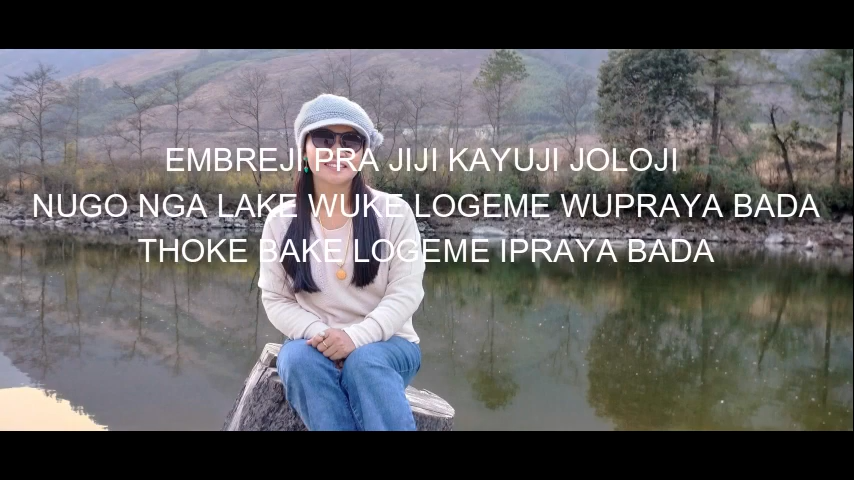 EMBREJI PRA JIJI KAYUJI JOLOJI
NUGO NGA LAKE WUKE LOGEME WUPRAYA BADA
THOKE BAKE LOGEME IPRAYA BADA